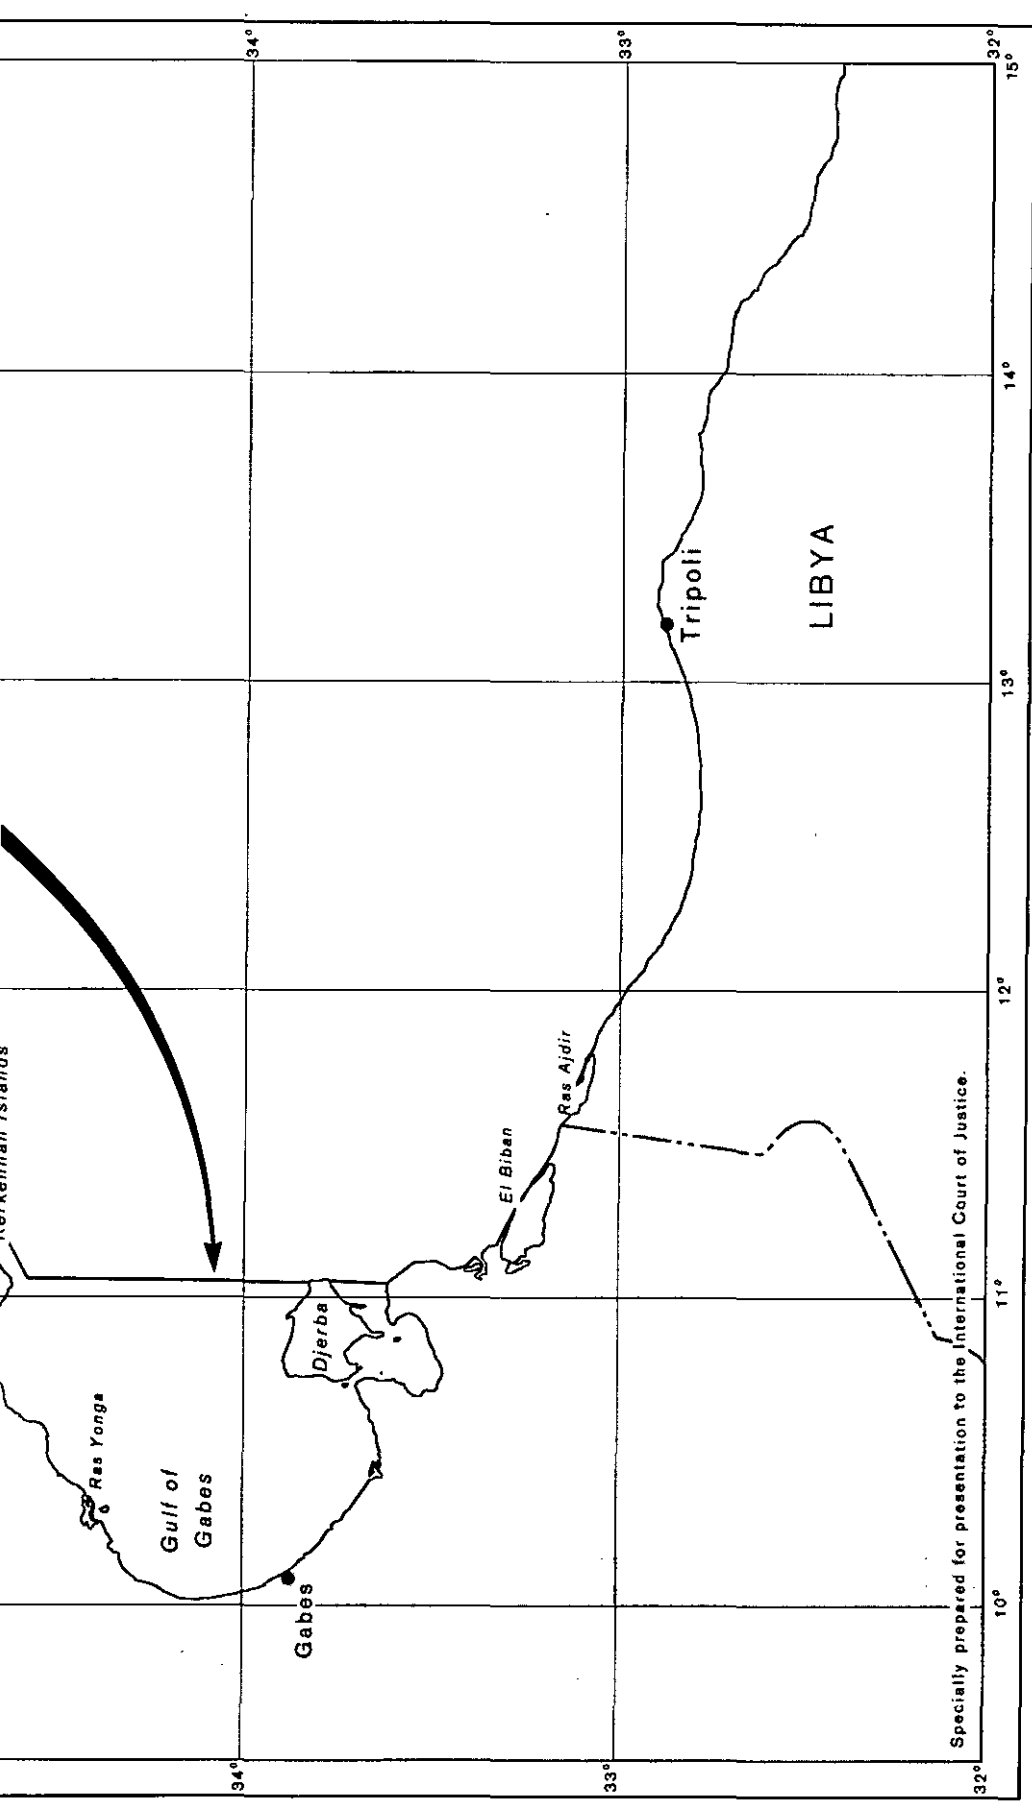 34°
33°
32°
15°
14°
13°
12°
11°
10°
34°
33°
32°
Islands
Ras Yonga
Gulf of
Gabes
Gabes
Djerba
El Biban
Ras Ajdir
Tripoli
LIBYA
Specially prepared for presentation to the International Court of Justice.